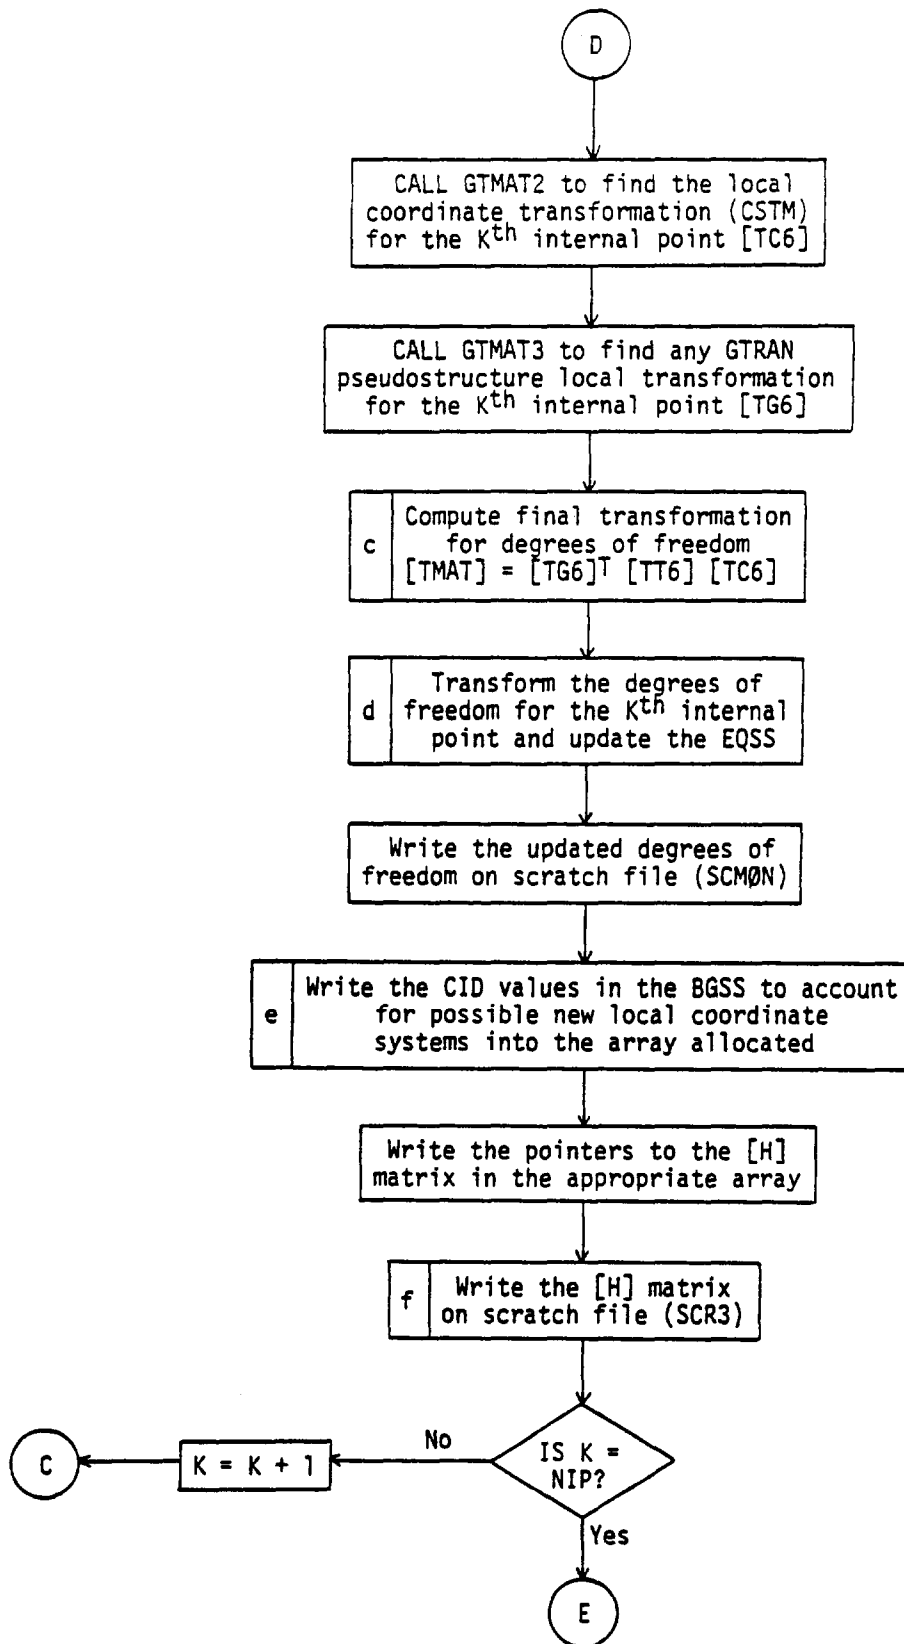 D
CALL GTMAT2 to find the local
coordinate transformation (CSTM)
for the Kth internal point [TC6]
CALL GTMAT3 to find any GTRAN
pseudostructure local transformation
for the Kth internal point [TG6]
c
Compute final transformation
for degrees of freedom
[TMAT] = [TG6]T [TT6] [TC6]
d
Transform the degrees of
freedom for the Kth internal
point and update the EQSS
Write the updated degrees of
freedom on scratch file (SCMØN)
e
Write the CID values in the BGSS to account
for possible new local coordinate
systems into the array allocated
Write the pointers to the [H]
matrix in the appropriate array
f
Write the [H] matrix
on scratch file (SCR3)
IS K =
NIP?
No
K = K + 1
C
Yes
E